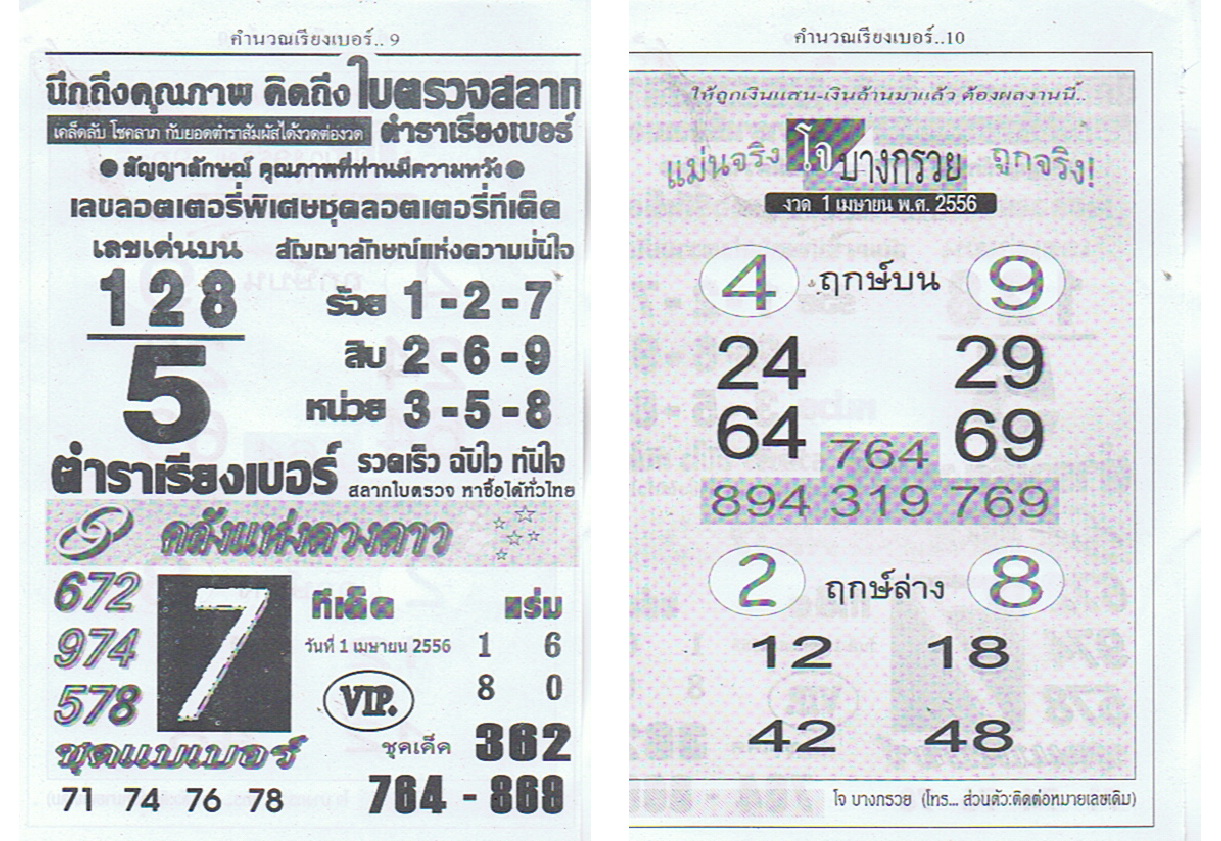 คำนวณเรียงเบอร์.. 9
นึกถึงคุณภาพ คิดถึง ใบตรวจสลาก
เคล็ดลับ โชคลาภ กับยอดตำราสัมผัสได้งวดต่องวด ตำราเรียงเบอร์
สัญญาลักษณ์ คุณภาพที่ท่านมีความหวัง
เลขลอตเตอรี่พิเศษชุดลอตเตอรี่ทีเด็ด
เลขเด่นบน สัญญาลักษณ์แห่งความมั่นใจ
128
5
ร้อย 1 - 2 - 7
สิบ 2 - 6 - 9
หน่วย 3 - 5 - 8
ตำราเรียงเบอร์ รวดเร็ว ฉับไว ทันใจ
สลากใบตรวจ หาซื้อได้ทั่วไทย
คลังแห่งดวงดาว
672
974
578
7
ทีเด็ด แร่ม
วันที่ 1 เมษายน 2556 1 6
VIP. 8 0
ชุดเด็ด 362
764 - 869
ชุดแบเบอร์
71 74 76 78
คำนวณเรียงเบอร์..10
ให้ถูกเงินแสน-เงินล้านมาแล้ว ต้องผลงานนี้..
แม่นจริง โจ บางกรวย ถูกจริง!
งวด 1 เมษายน พ.ศ. 2556
4 ฤกษ์บน 9
24 29
64 69
764
894 319 769
2 ฤกษ์ล่าง 8
12 18
42 48
โจ บางกรวย (โทร... ส่วนตัว:ติดต่อหมายเลขเดิม)